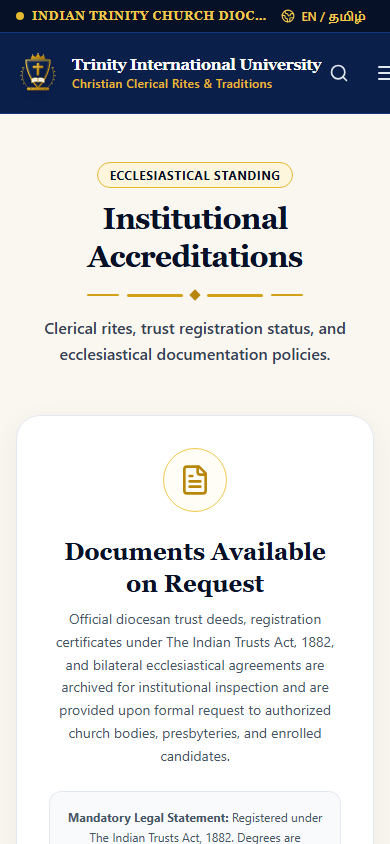 INDIAN TRINITY CHURCH DIOC...
EN / தமிழ்
Trinity International University
Christian Clerical Rites & Traditions
ECCLESIASTICAL STANDING
Institutional
Accreditations
Clerical rites, trust registration status, and
ecclesiastical documentation policies.
Documents Available
on Request
Official diocesan trust deeds, registration
certificates under The Indian Trusts Act, 1882,
and bilateral ecclesiastical agreements are
archived for institutional inspection and are
provided upon formal request to authorized
church bodies, presbyteries, and enrolled
candidates.
Mandatory Legal Statement: Registered under
The Indian Trusts Act, 1882. Degrees are